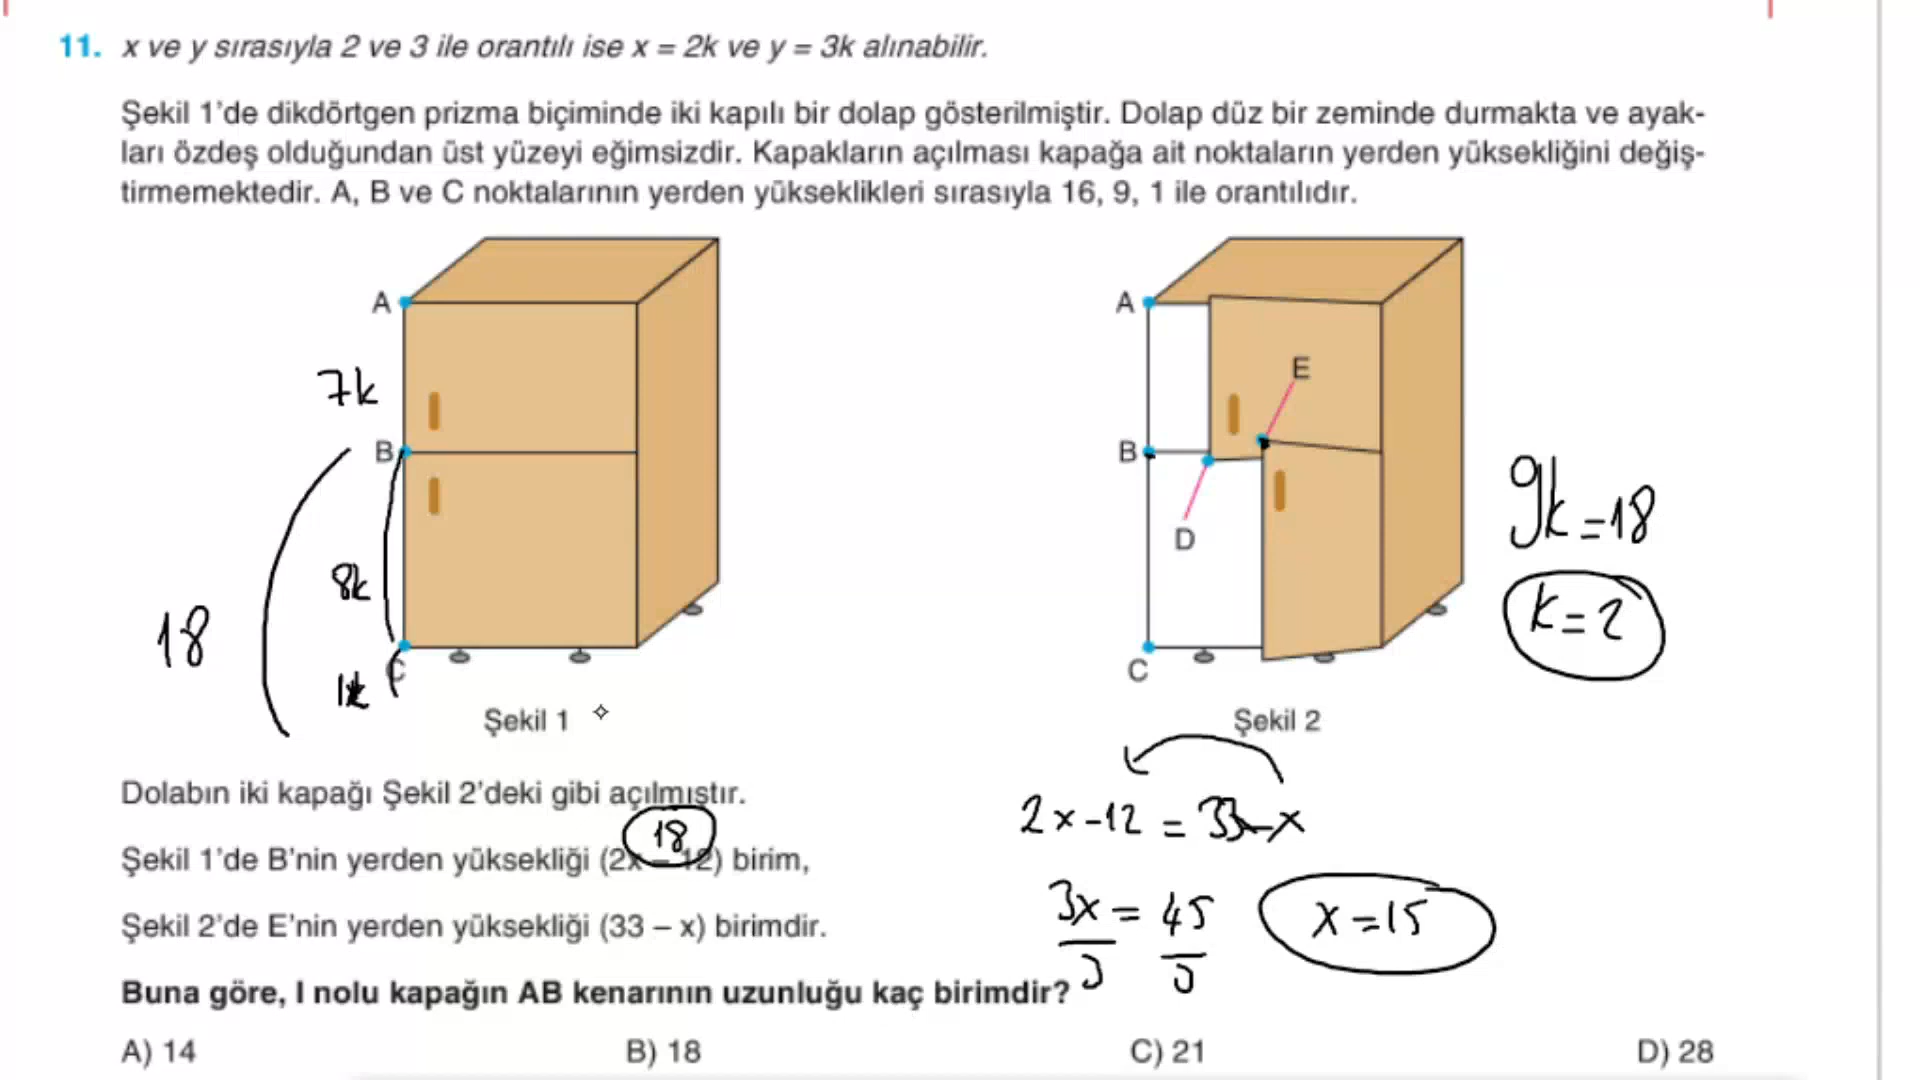 11. x ve y sırasıyla 2 ve 3 ile orantılı ise x = 2k ve y = 3k alınabilir.
Şekil 1'de dikdörtgen prizma biçiminde iki kapılı bir dolap gösterilmiştir. Dolap düz bir zeminde durmakta ve ayak-
ları özdeş olduğundan üst yüzeyi eğimsizdir. Kapakların açılması kapağa ait noktaların yerden yüksekliğini değiş-
tirmemektedir. A, B ve C noktalarının yerden yükseklikleri sırasıyla 16, 9, 1 ile orantılıdır.
A
7k
B
8k
18
C
1k
Şekil 1
A
E
B
D
C
9k = 18
k = 2
Şekil 2
2x - 12 = 33 - x
3x = 45
3 3
x = 15
Dolabın iki kapağı Şekil 2'deki gibi açılmıştır.
18
Şekil 1'de B'nin yerden yüksekliği (2x – 12) birim,
Şekil 2'de E'nin yerden yüksekliği (33 – x) birimdir.
Buna göre, I nolu kapağın AB kenarının uzunluğu kaç birimdir?
A) 14 B) 18 C) 21 D) 28